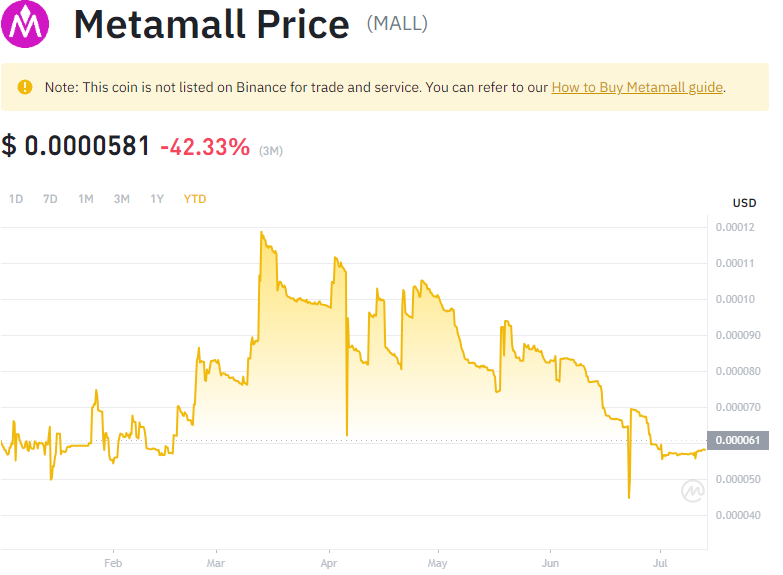 Metamall Price (MALL)
Note: This coin is not listed on Binance for trade and service. You can refer to our How to Buy Metamall guide.
$ 0.0000581 -42.33% (3M)
1D 7D 1M 3M 1Y YTD
USD
0.00012
0.00011
0.00010
0.000090
0.000080
0.000070
0.000061
0.000050
0.000040
Feb Mar Apr May Jun Jul